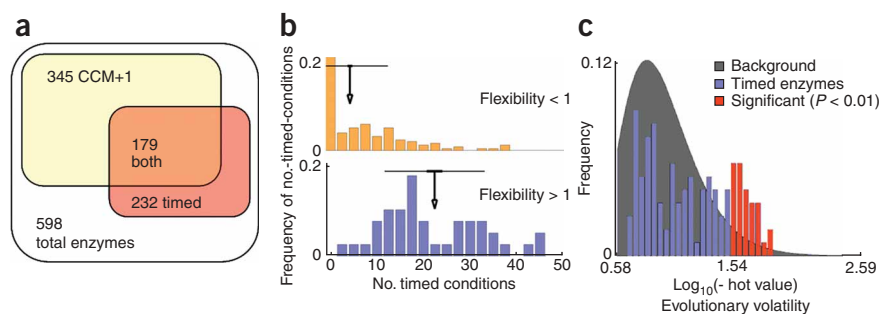 a
345 CCM+1
179
both
232 timed
598
total enzymes
b
Frequency of no.-timed-conditions
0.2
Flexibility < 1
0
0.2
Flexibility > 1
0
0 10 20 30 40 50
No. timed conditions
c
Frequency
0.12
Background
Timed enzymes
Significant (P < 0.01)
0
0.58 1.54 2.59
Log10(- hot value)
Evolutionary volatility